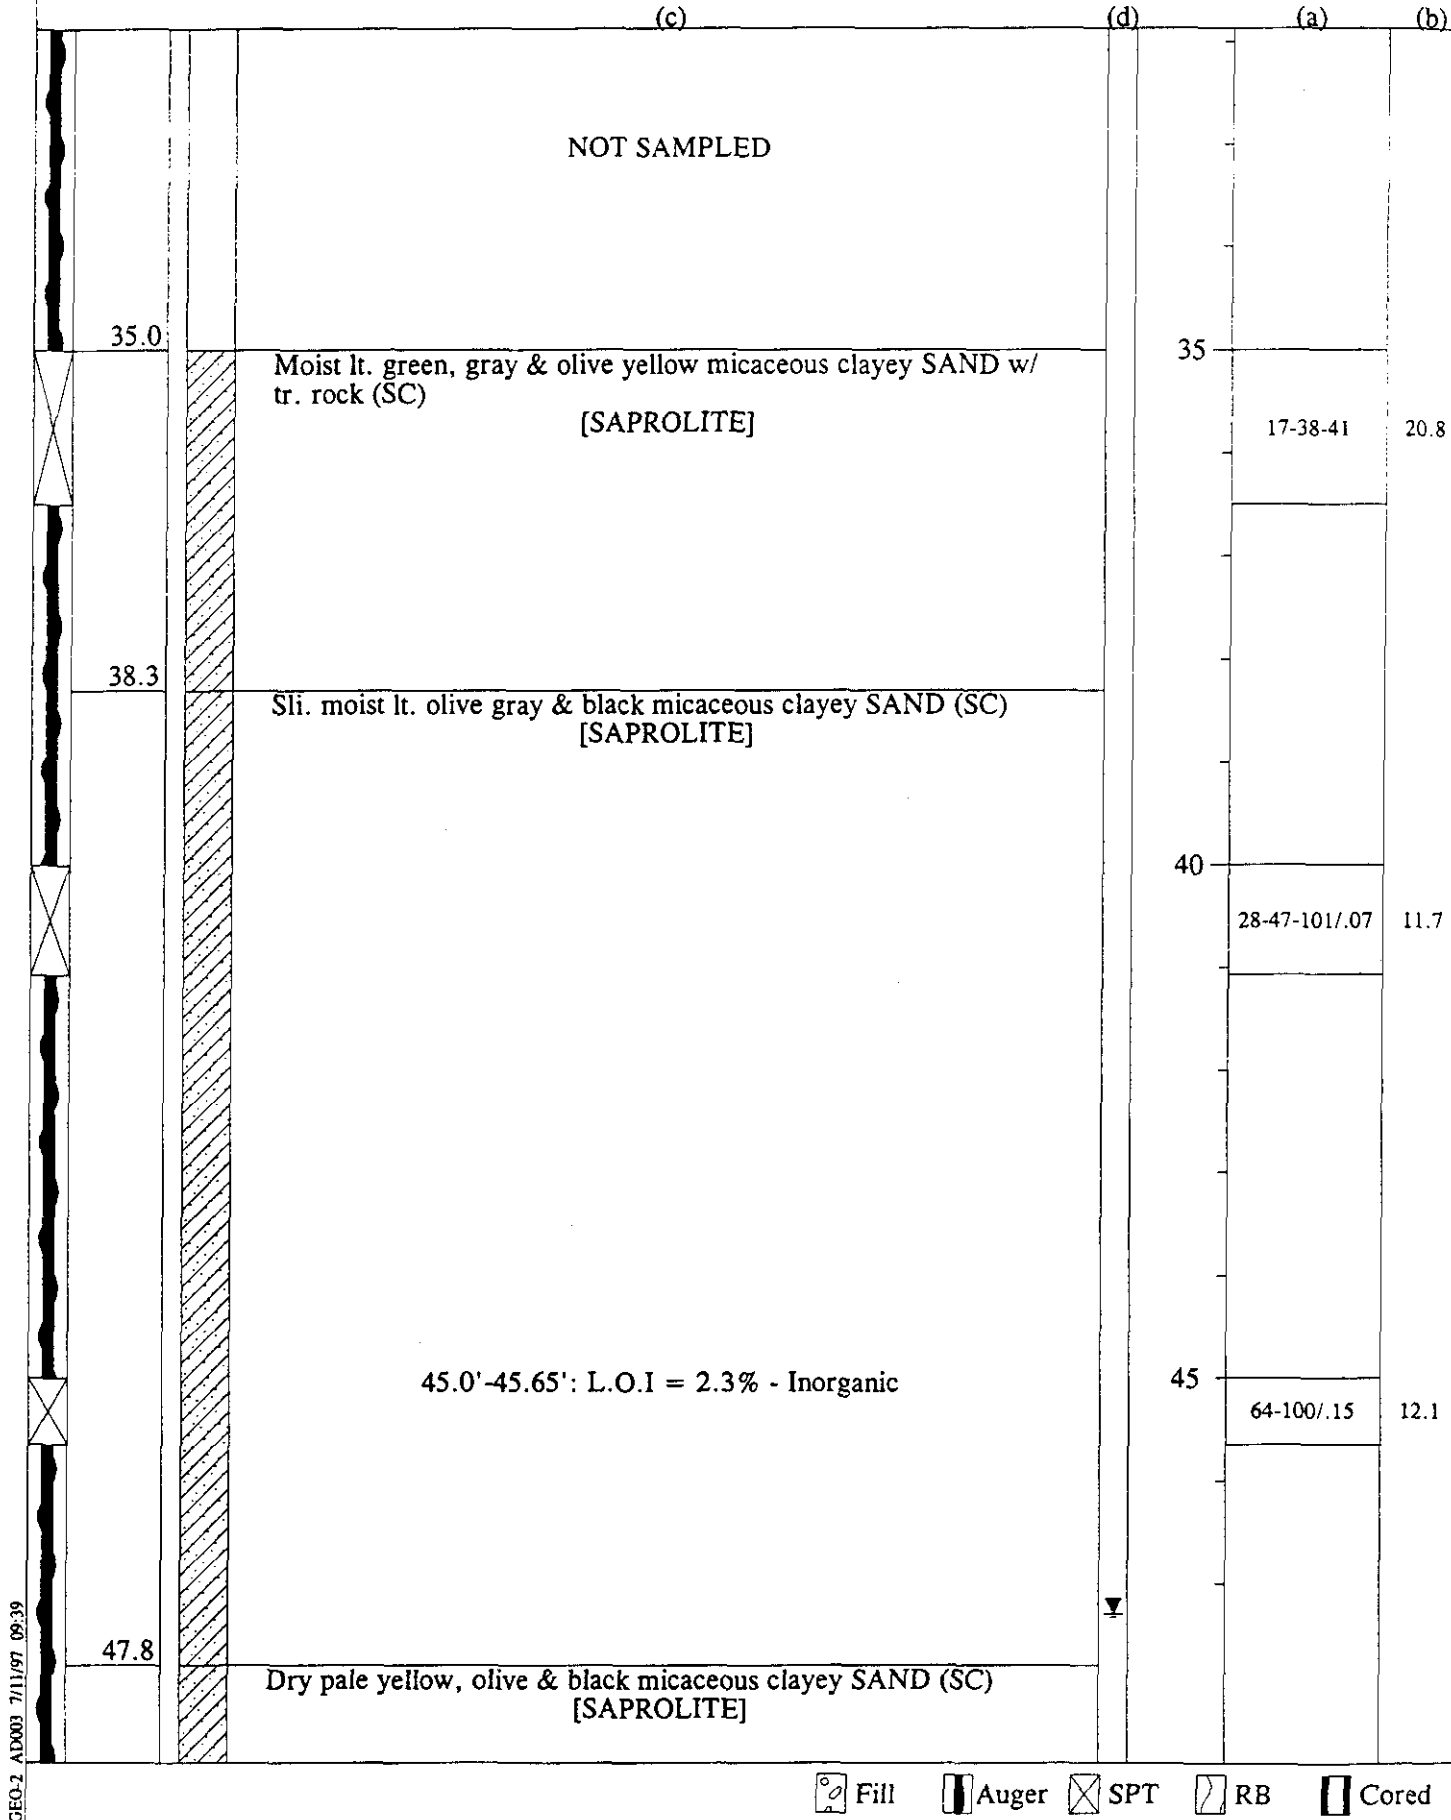 (c) (d) (a) (b)
NOT SAMPLED
35.0
Moist lt. green, gray & olive yellow micaceous clayey SAND w/
tr. rock (SC)
[SAPROLITE]
35
17-38-41 20.8
38.3
Sli. moist lt. olive gray & black micaceous clayey SAND (SC)
[SAPROLITE]
40
28-47-101/.07 11.7
45.0'-45.65': L.O.I = 2.3% - Inorganic
45
64-100/.15 12.1
47.8
Dry pale yellow, olive & black micaceous clayey SAND (SC)
[SAPROLITE]
GEO-2 AD003 7/11/97 09:39
Fill Auger SPT RB Cored